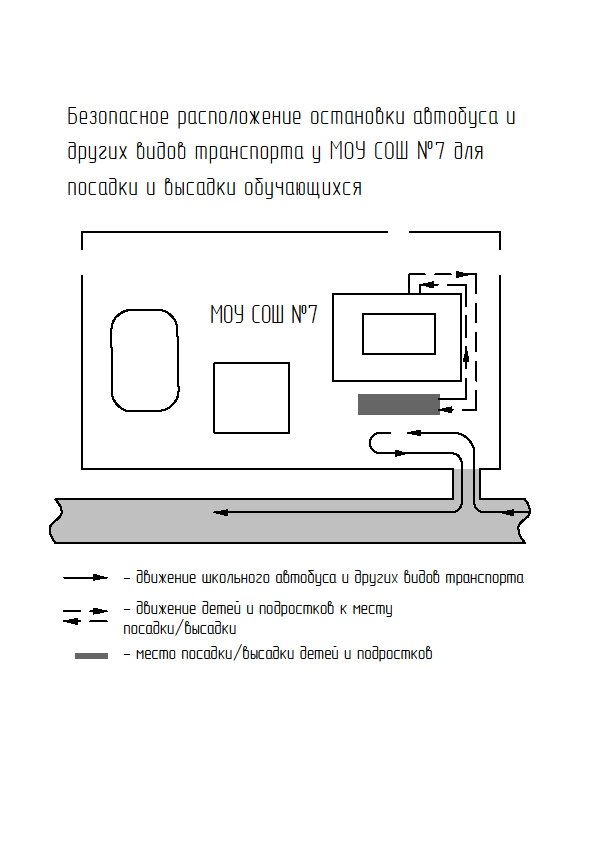 Безопасное расположение остановки автобуса и
других видов транспорта у МОУ СОШ №7 для
посадки и высадки обучающихся
МОУ СОШ №7
– движение школьного автобуса и других видов транспорта
– движение детей и подростков к месту
посадки/высадки
– место посадки/высадки детей и подростков